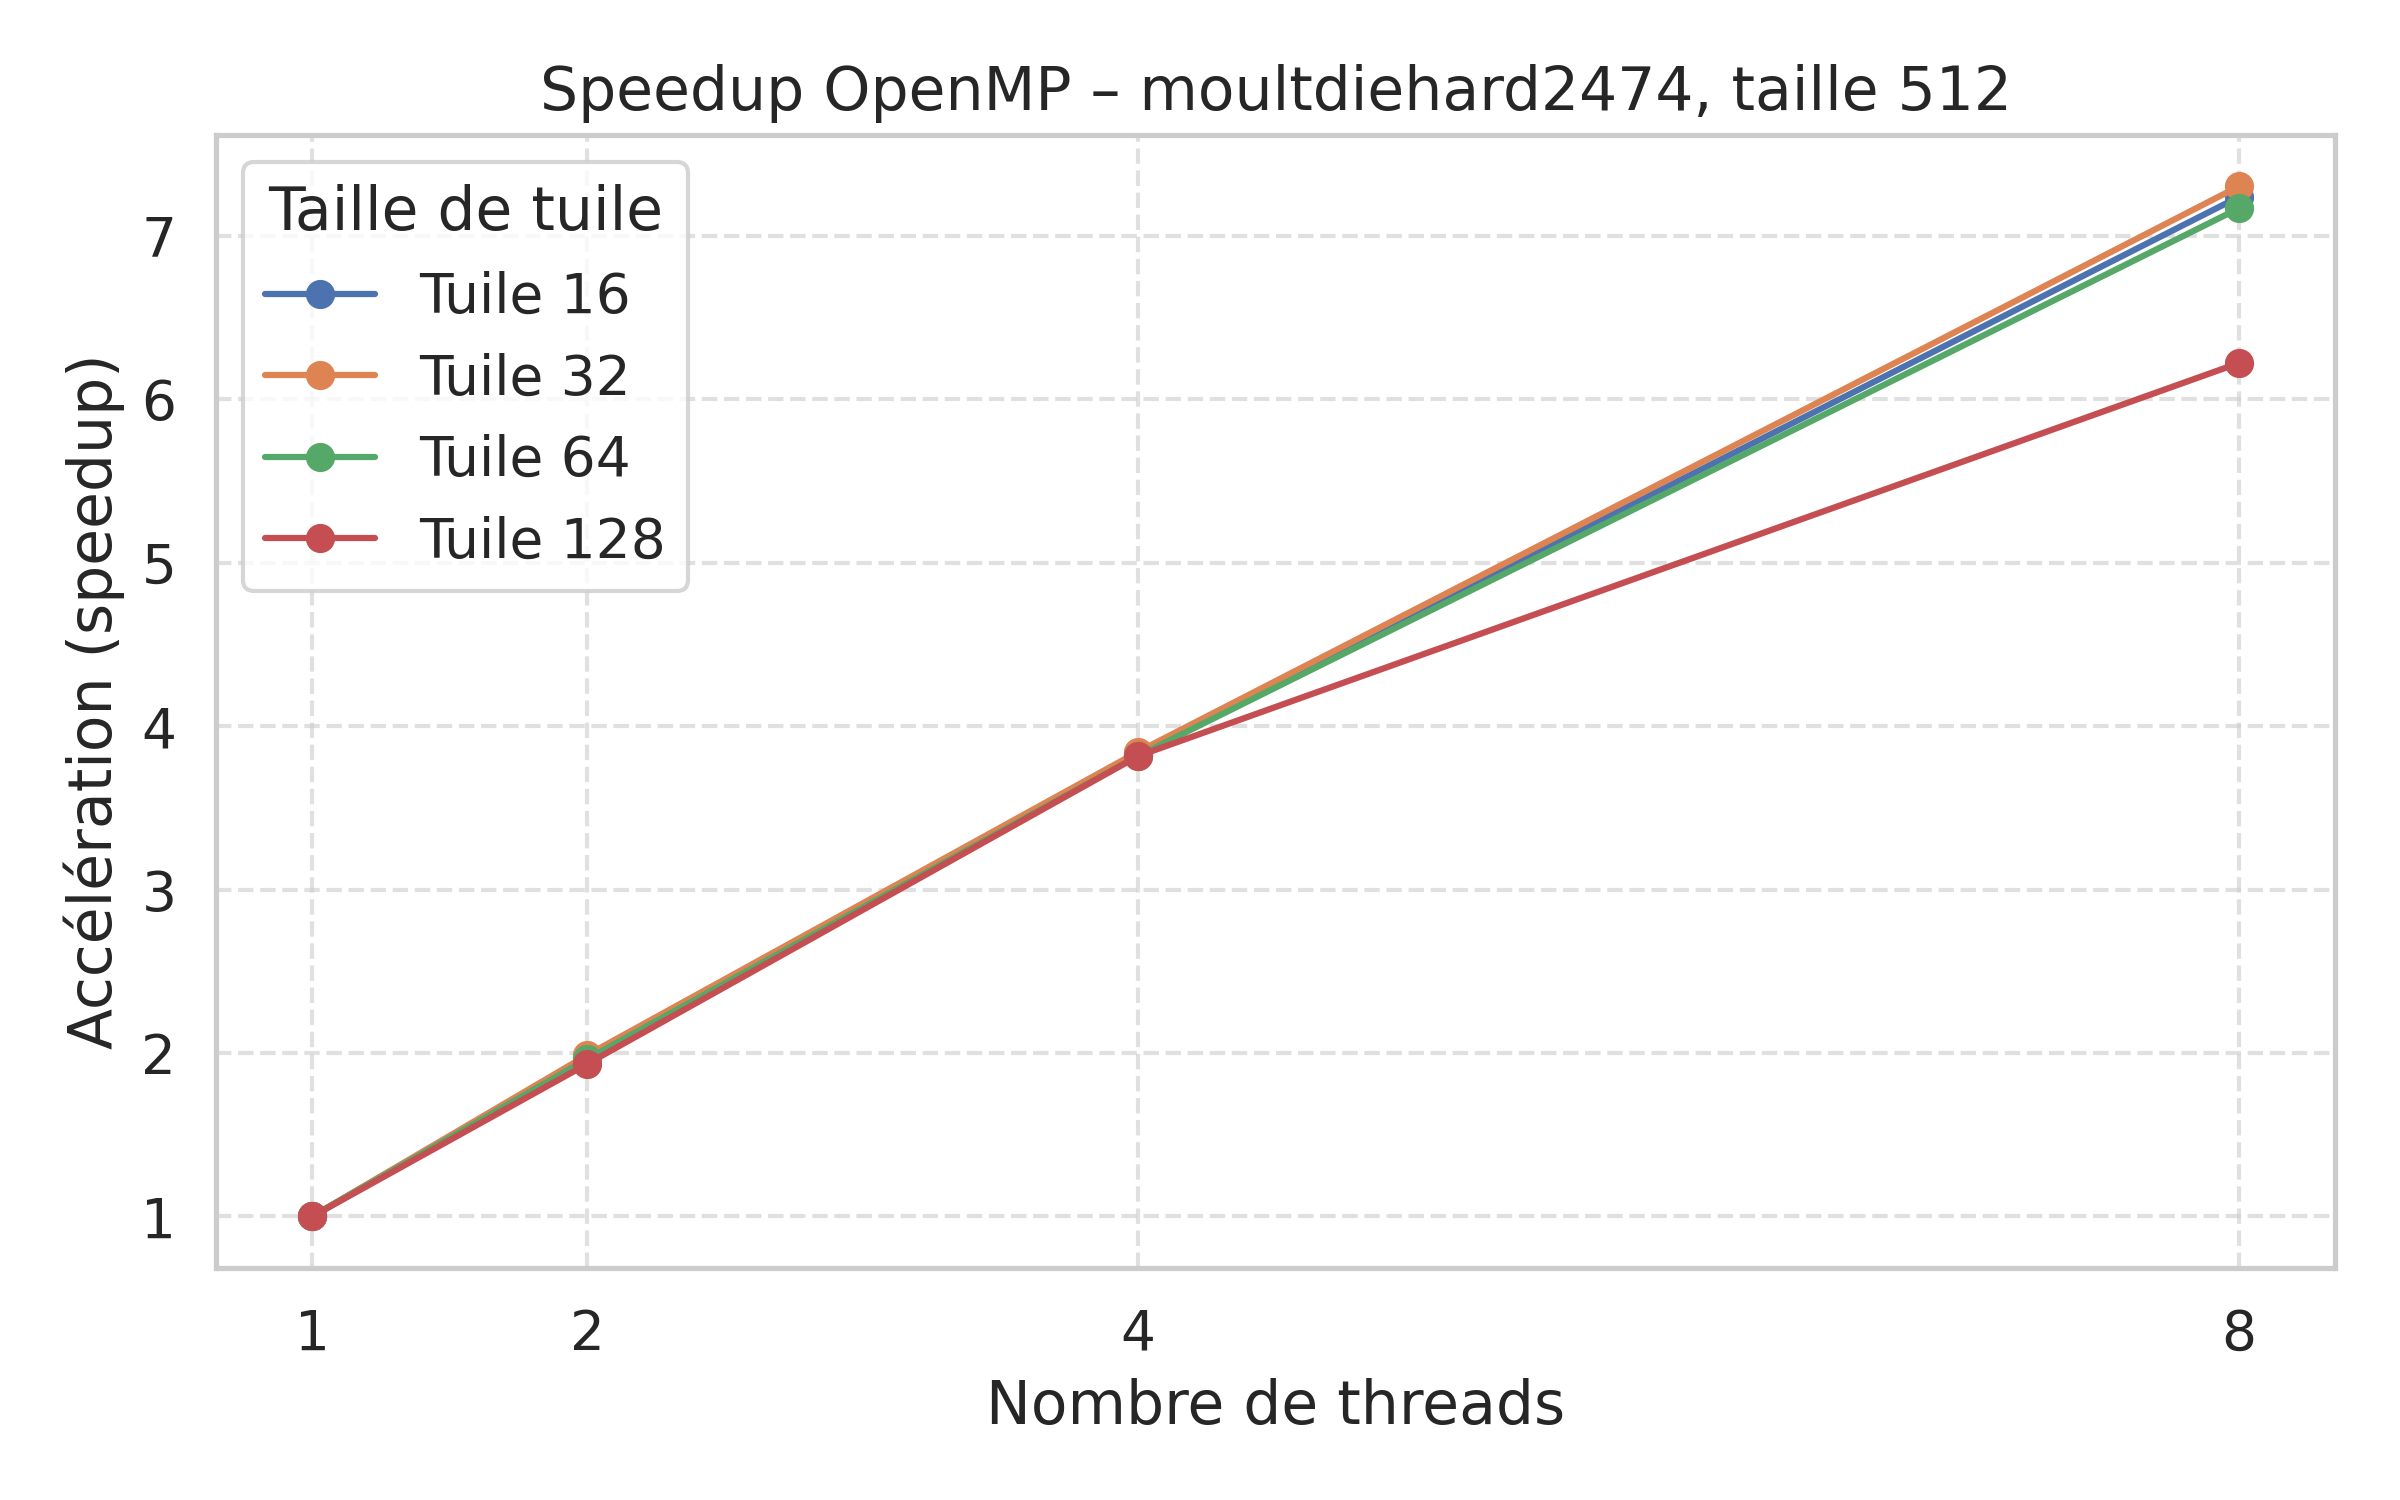 Speedup OpenMP – moultdiehard2474, taille 512
Accélération (speedup)
7
6
5
4
3
2
1
Taille de tuile
Tuile 16
Tuile 32
Tuile 64
Tuile 128
1 2 4 8
Nombre de threads